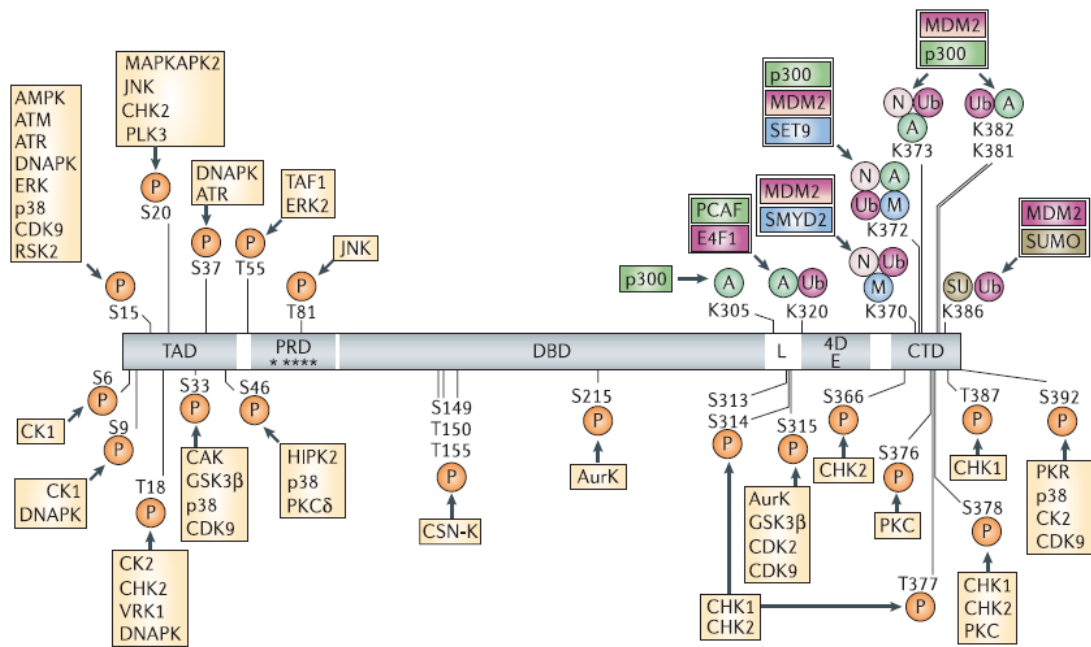 AMPK
ATM
ATR
DNAPK
ERK
p38
CDK9
RSK2
P
S15
MAPKAPK2
JNK
CHK2
PLK3
P
S20
DNAPK
ATR
P
S37
TAF1
ERK2
P
T55
JNK
P
T81
p300
A
K305
PCAF
E4F1
A Ub
K320
MDM2
SMYD2
N Ub
M
K370
p300
MDM2
SET9
N A
Ub M
K372
MDM2
p300
N Ub
A
K373
Ub A
K382
K381
MDM2
SUMO
SU Ub
K386
TAD
PRD
* ****
DBD
L
4D
E
CTD
S6
P
CK1
S9
P
CK1
DNAPK
T18
P
CK2
CHK2
VRK1
DNAPK
S33
P
CAK
GSK3β
p38
CDK9
S46
P
HIPK2
p38
PKCδ
S149
T150
T155
P
CSN-K
S215
P
AurK
S313
S314
P
CHK1
CHK2
S315
P
AurK
GSK3β
CDK2
CDK9
S366
P
CHK2
S376
P
PKC
T377
P
S378
P
CHK1
CHK2
PKC
T387
P
CHK1
S392
P
PKR
p38
CK2
CDK9